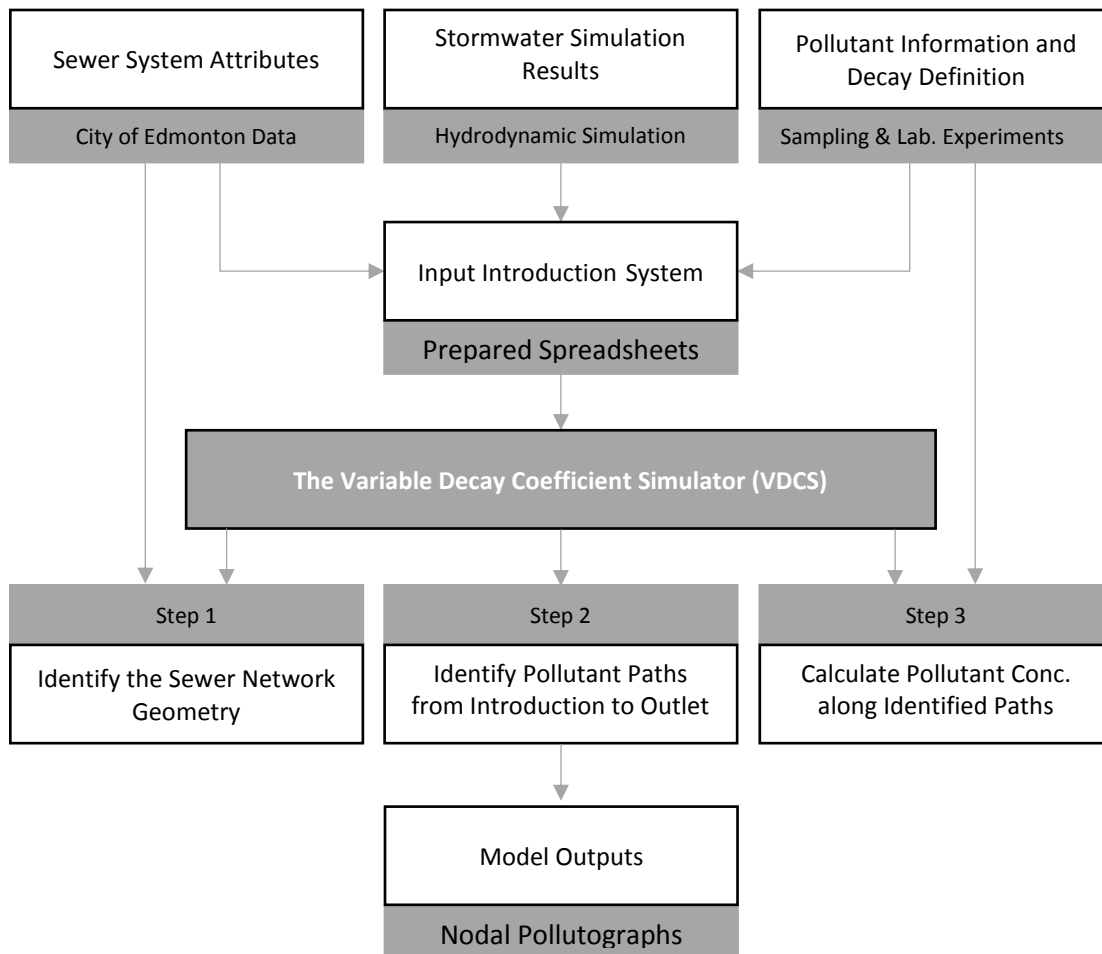 Sewer System Attributes
City of Edmonton Data
Stormwater Simulation
Results
Hydrodynamic Simulation
Pollutant Information and
Decay Definition
Sampling & Lab. Experiments
Input Introduction System
Prepared Spreadsheets
The Variable Decay Coefficient Simulator (VDCS)
Step 1
Identify the Sewer Network
Geometry
Step 2
Identify Pollutant Paths
from Introduction to Outlet
Step 3
Calculate Pollutant Conc.
along Identified Paths
Model Outputs
Nodal Pollutographs